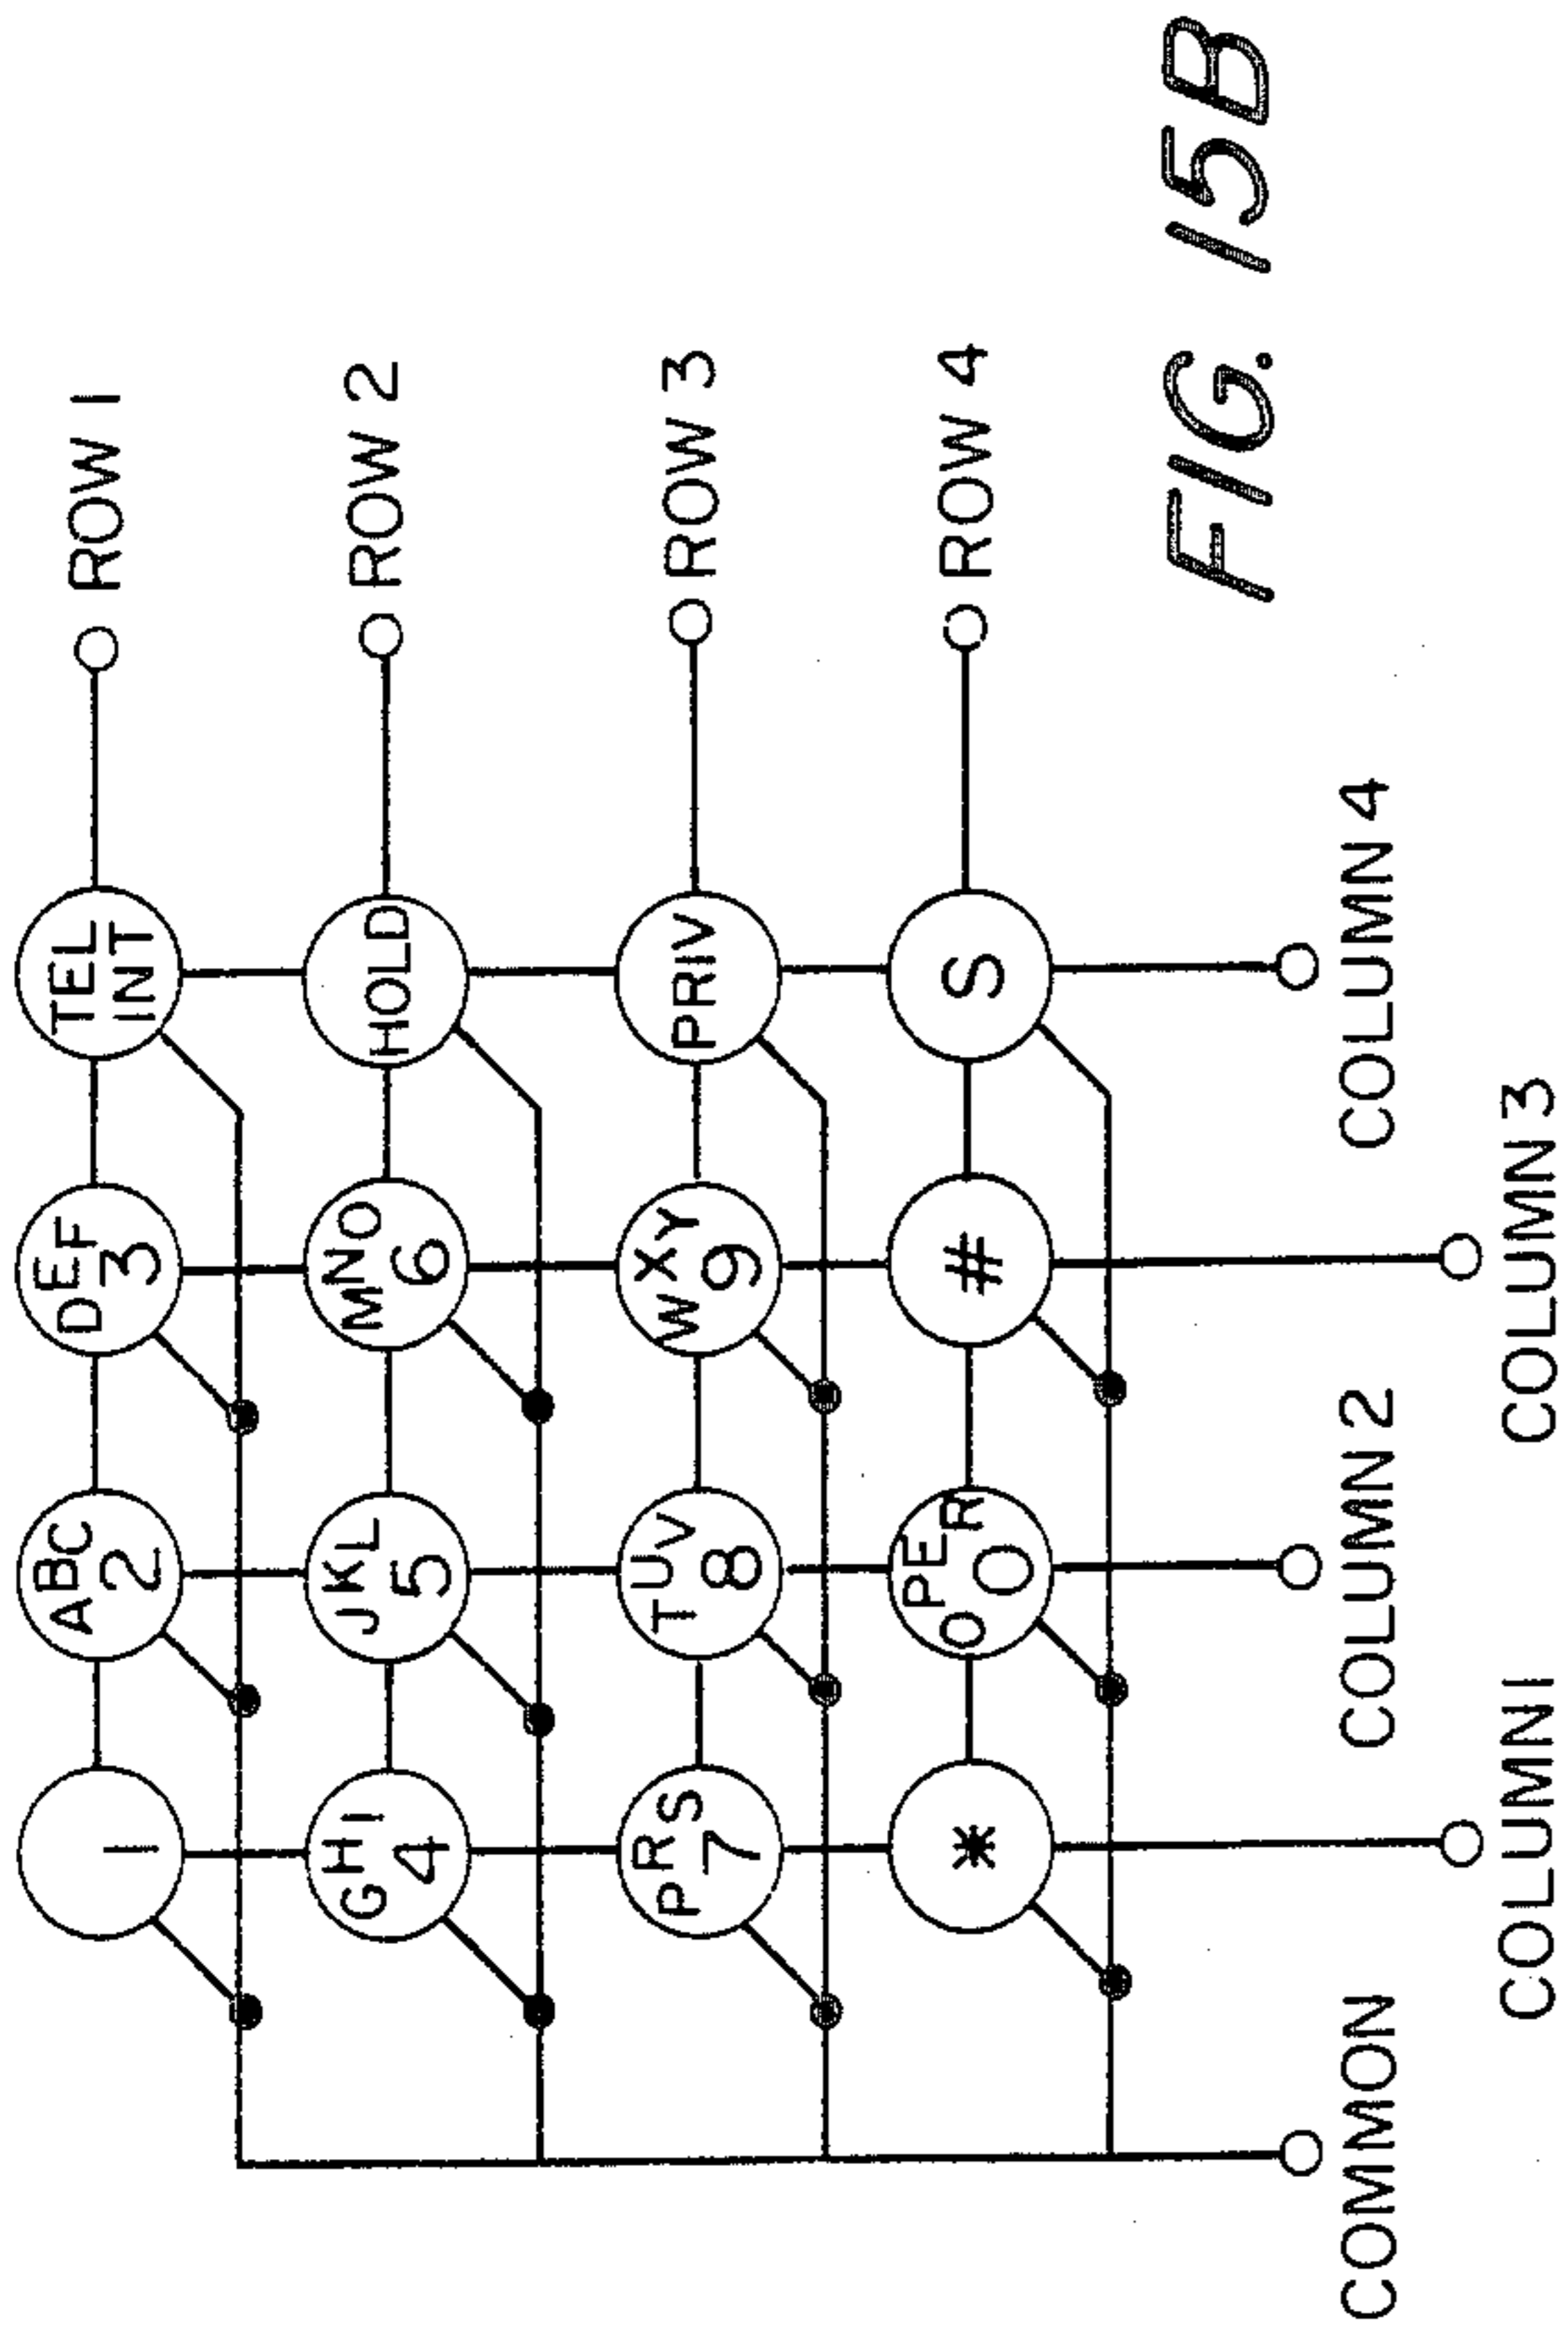 1
ABC
2
DEF
3
TEL
INT
ROW 1
GHI
4
JKL
5
MNO
6
HOLD
ROW 2
PRS
7
TUV
8
WXY
9
PRIV
ROW 3
*
OPER
0
#
S
ROW 4
COMMON
COLUMN 1
COLUMN 2
COLUMN 3
COLUMN 4
FIG. 15B